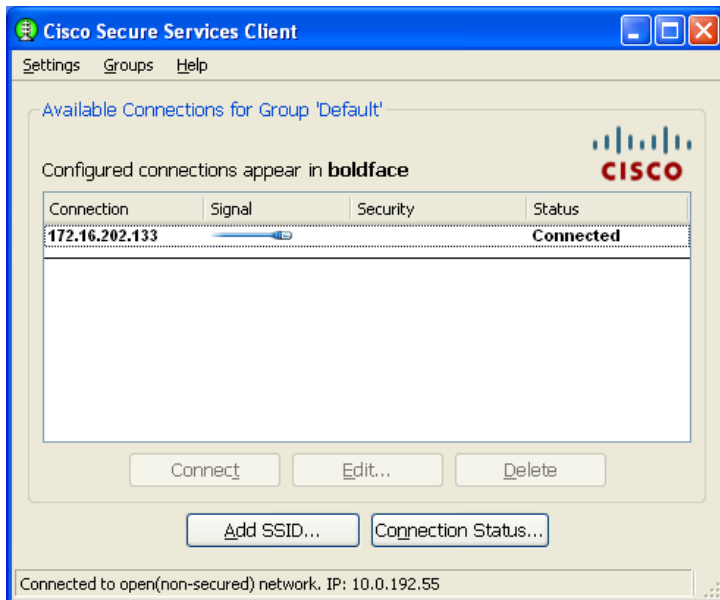 Cisco Secure Services Client
Settings Groups Help
Available Connections for Group 'Default'
CISCO
Configured connections appear in boldface
Connection Signal Security Status
172.16.202.133 Connected
Connect Edit... Delete
Add SSID... Connection Status...
Connected to open(non-secured) network. IP: 10.0.192.55